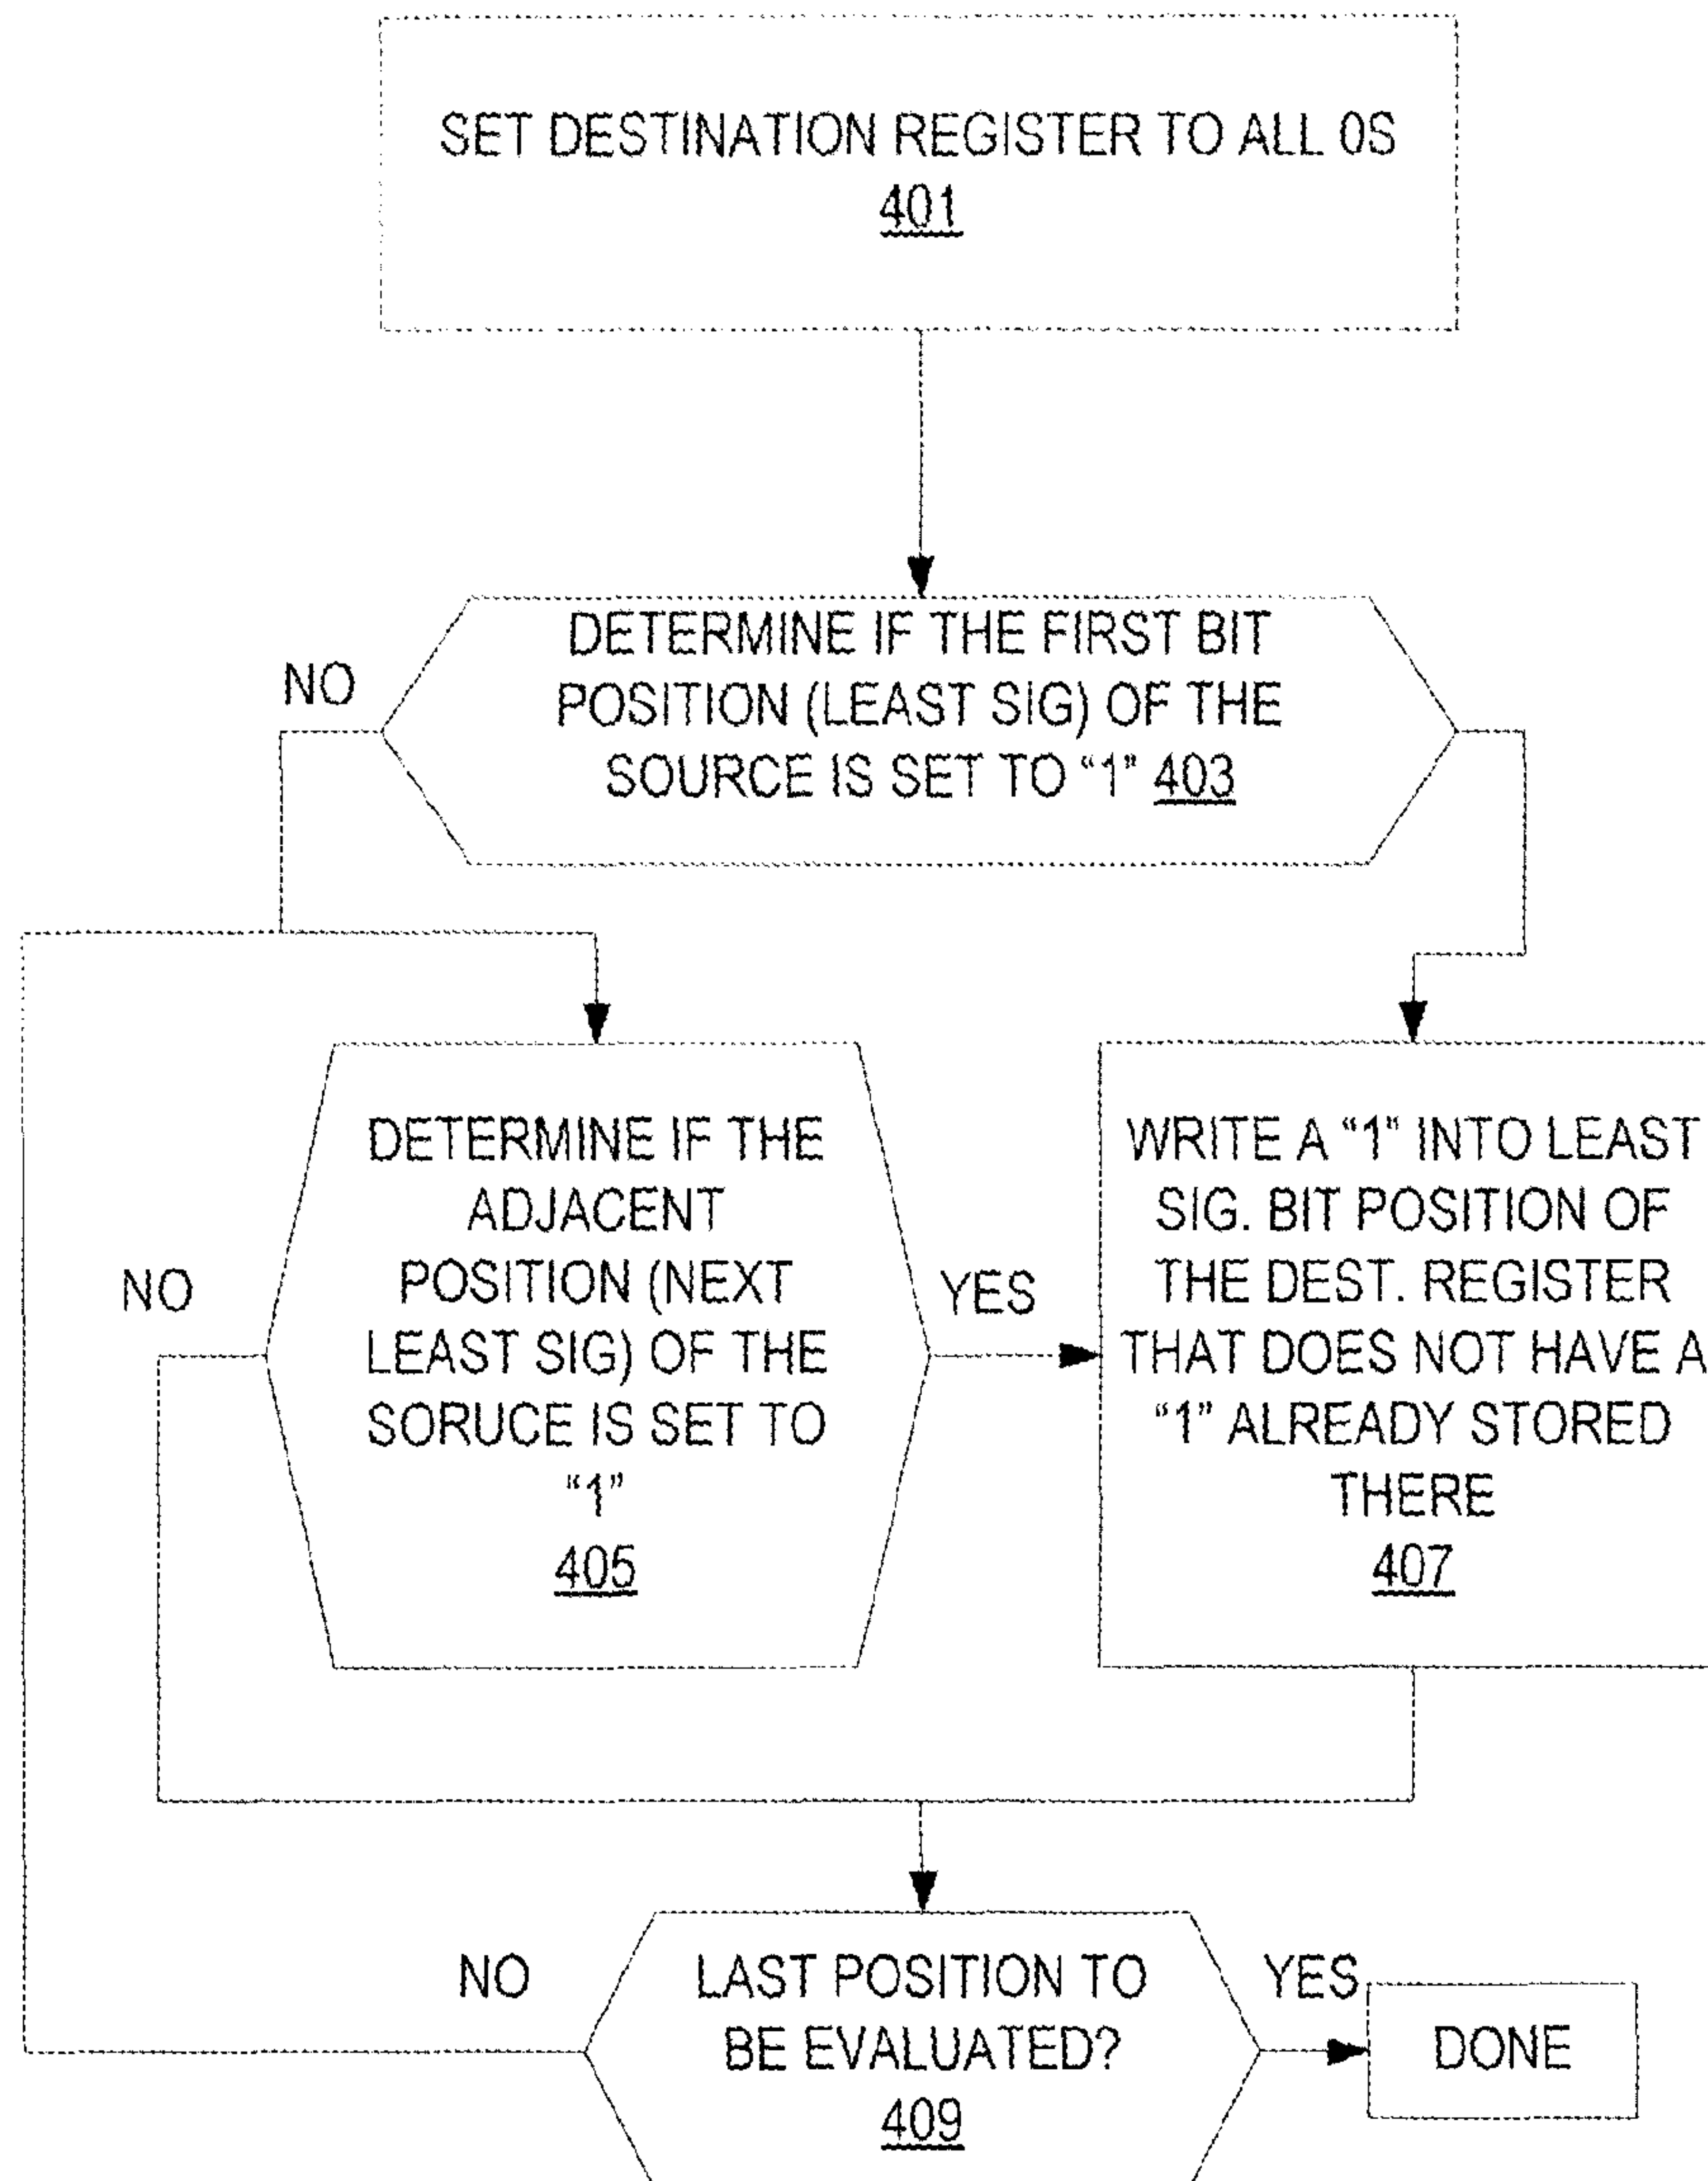 SET DESTINATION REGISTER TO ALL 0S
401
DETERMINE IF THE FIRST BIT
POSITION (LEAST SIG) OF THE
SOURCE IS SET TO “1” 403
NO
DETERMINE IF THE
ADJACENT
POSITION (NEXT
LEAST SIG) OF THE
SORUCE IS SET TO
“1”
405
NO
YES
WRITE A “1” INTO LEAST
SIG. BIT POSITION OF
THE DEST. REGISTER
THAT DOES NOT HAVE A
“1” ALREADY STORED
THERE
407
NO
LAST POSITION TO
BE EVALUATED?
409
YES
DONE